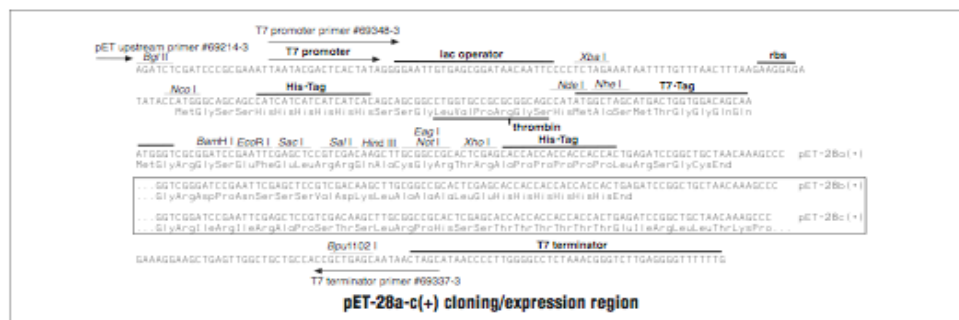 T7 promoter primer #69348-3
pET upstream primer #69214-3
Bgl II T7 promoter lac operator Xba I rbs
AGATCTCGATCCCGCGAAATTAATACGACTCACTATAGGGGAATTGTGAGCGGATAACAATTCCCCTCTAGAAATAATTTTGTTTAACTTTAAGAAGGAGA
Nco I His-Tag Nde I Nhe I T7-Tag
TATACCATGGGCAGCAGCCATCATCATCATCATCACAGCAGCGGCCTGGTGCCGCGCGGCAGCCATATGGCTAGCATGACTGGTGGACAGCAA
MetGlySerSerHisHisHisHisHisHisSerSerGlyLeuValProArgGlySerHisMetAlaSerMetThrGlyGlyGlnGln
thrombin
BamH I EcoR I Sac I Sal I Hind III Eag I Not I Xho I His-Tag
ATGGGTCGCGGATCCGAATTCGAGCTCCGTCGACAAGCTTGCGGCCGCACTCGAGCACCACCACCACCACCACTGAGATCCGGCTGCTAACAAAGCCC pET-28a(+)
MetGlyArgGlySerGluPheGluLeuArgArgGlnAlaCysGlyArgThrArgAlaProProProProProProLeuArgSerGlyCysEnd
...GGTCGGGATCCGAATTCGAGCTCCGTCGACAAGCTTGCGGCCGCACTCGAGCACCACCACCACCACCACTGAGATCCGGCTGCTAACAAAGCCC pET-28b(+)
...GlyArgAspProAsnSerSerSerValAspLysLeuAlaAlaAlaLeuGluHisHisHisHisHisHisEnd
...GGTCGGATCCGAATTCGAGCTCCGTCGACAAGCTTGCGGCCGCACTCGAGCACCACCACCACCACCACTGAGATCCGGCTGCTAACAAAGCCC pET-28c(+)
...GlyArgIleArgIleArgAlaProSerThrSerLeuArgProHisSerSerThrThrThrThrThrThrGluIleArgLeuLeuThrLysPro...
Bpu1102 I T7 terminator
GAAAGGAAGCTGAGTTGGCTGCTGCCACCGCTGAGCAATAACTAGCATAACCCCTTGGGGCCTCTAAACGGGTCTTGAGGGGTTTTTTG
T7 terminator primer #69337-3
pET-28a-c(+) cloning/expression region